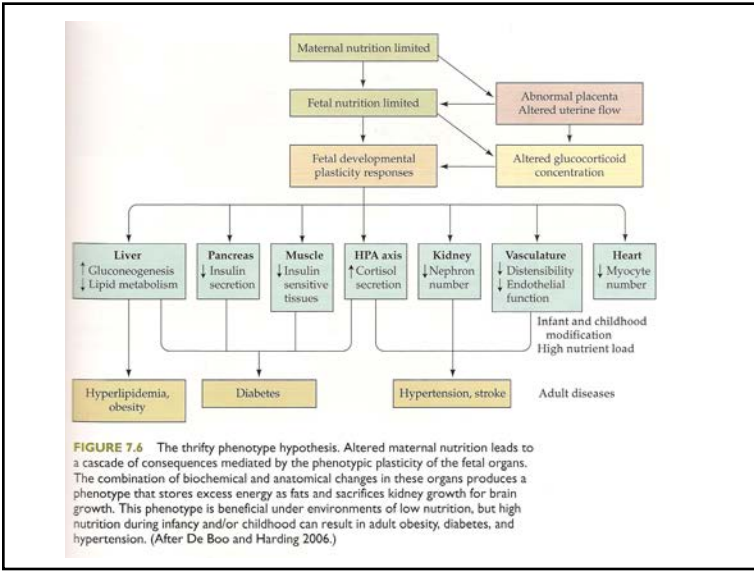 Maternal nutrition limited
Fetal nutrition limited
Abnormal placenta
Altered uterine flow
Fetal developmental
plasticity responses
Altered glucocorticoid
concentration
Liver
↑ Gluconeogenesis
↓ Lipid metabolism
Pancreas
↓ Insulin
secretion
Muscle
↓ Insulin
sensitive
tissues
HPA axis
↑ Cortisol
secretion
Kidney
↓ Nephron
number
Vasculature
↓ Distensibility
↓ Endothelial
function
Heart
↓ Myocyte
number
Infant and childhood
modification
High nutrient load
Hyperlipidemia,
obesity
Diabetes
Hypertension, stroke
Adult diseases
FIGURE 7.6 The thrifty phenotype hypothesis. Altered maternal nutrition leads to
a cascade of consequences mediated by the phenotypic plasticity of the fetal organs.
The combination of biochemical and anatomical changes in these organs produces a
phenotype that stores excess energy as fats and sacrifices kidney growth for brain
growth. This phenotype is beneficial under environments of low nutrition, but high
nutrition during infancy and/or childhood can result in adult obesity, diabetes, and
hypertension. (After De Boo and Harding 2006.)